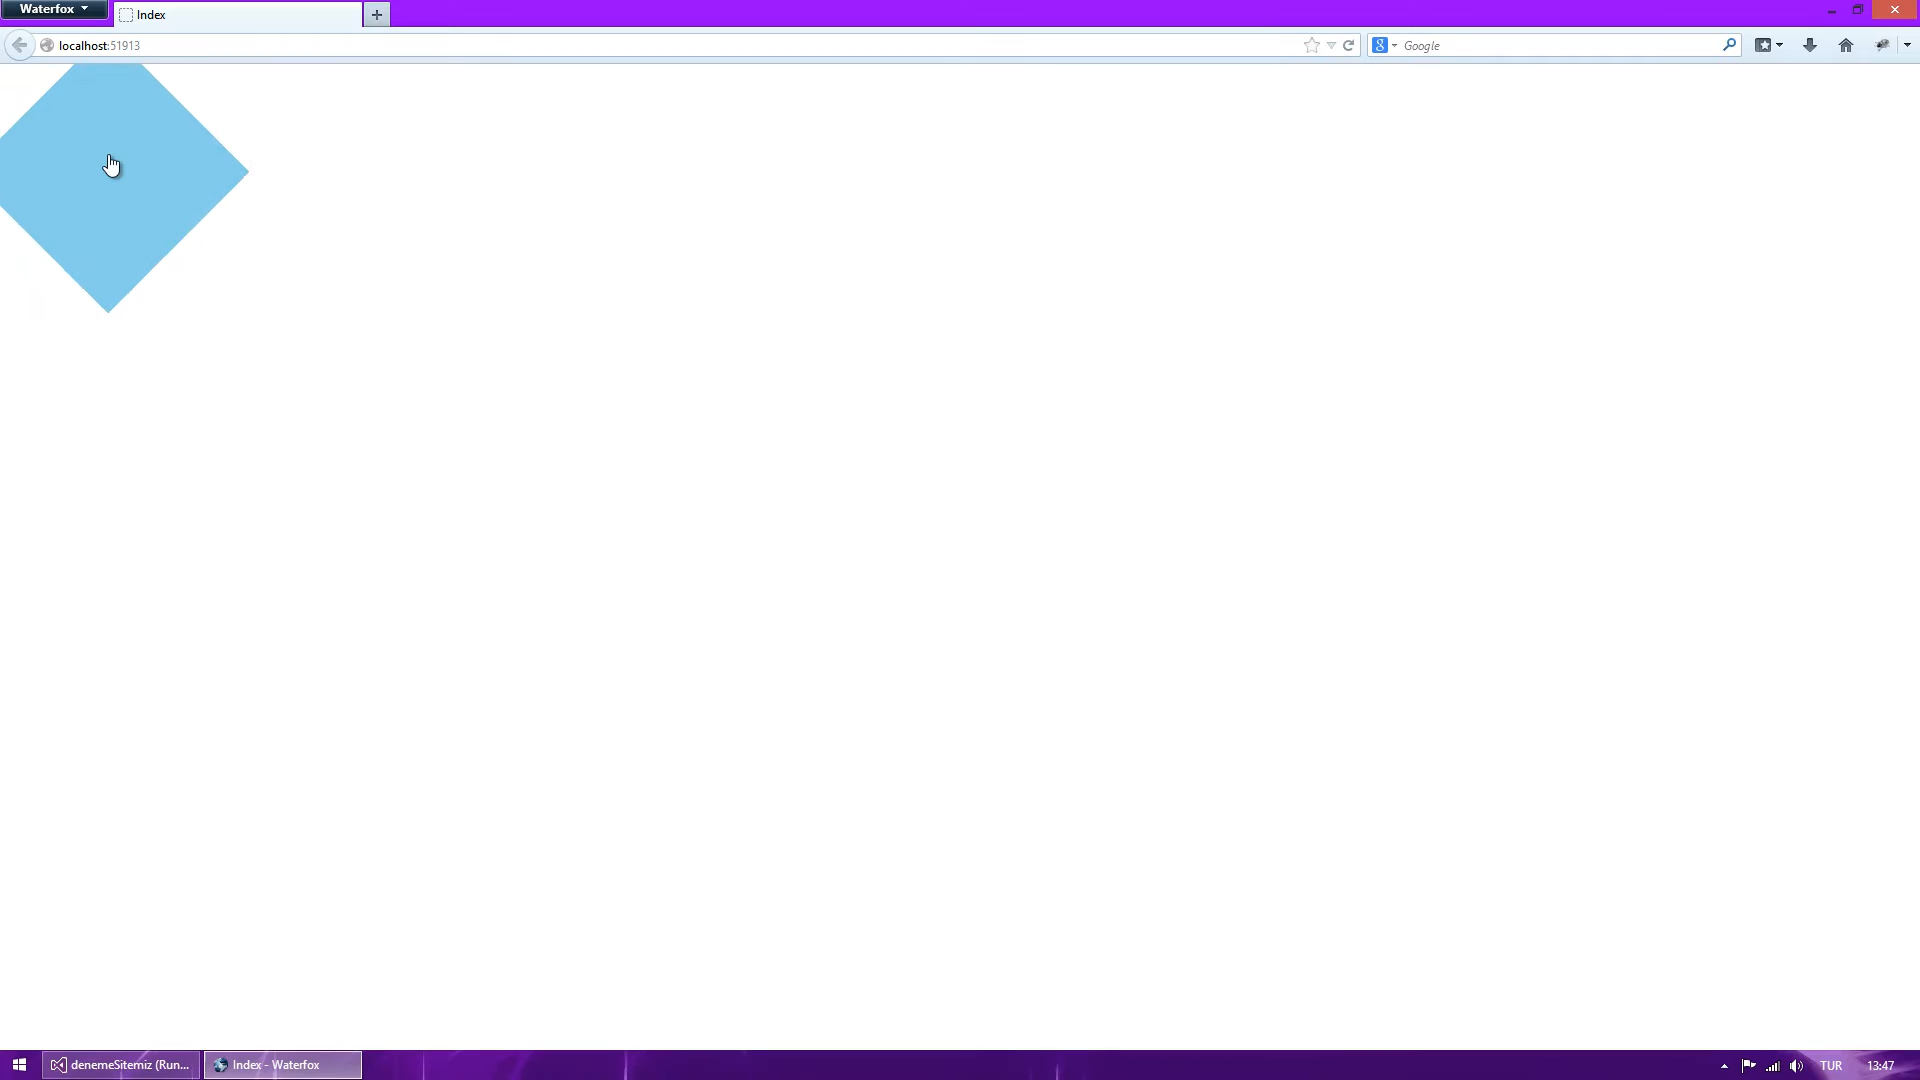 Waterfox
Index
localhost:51913
Google
denemeSitemiz (Run...
Index - Waterfox
TUR
13:47